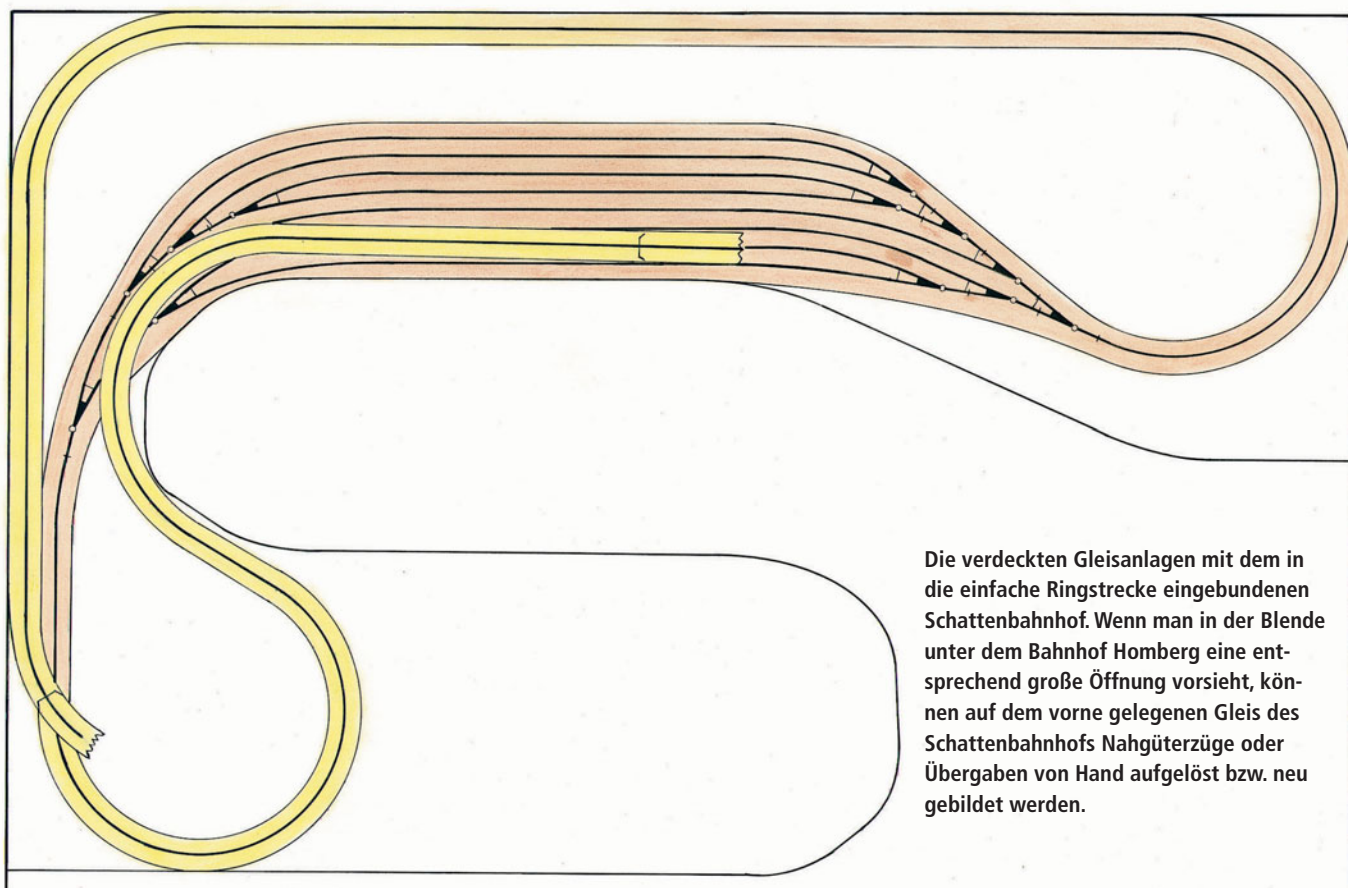 Die verdeckten Gleisanlagen mit dem in
die einfache Ringstrecke eingebundenen
Schattenbahnhof. Wenn man in der Blende
unter dem Bahnhof Homberg eine ent-
sprechend große Öffnung vorsieht, kön-
nen auf dem vorne gelegenen Gleis des
Schattenbahnhofs Nahgüterzüge oder
Übergaben von Hand aufgelöst bzw. neu
gebildet werden.